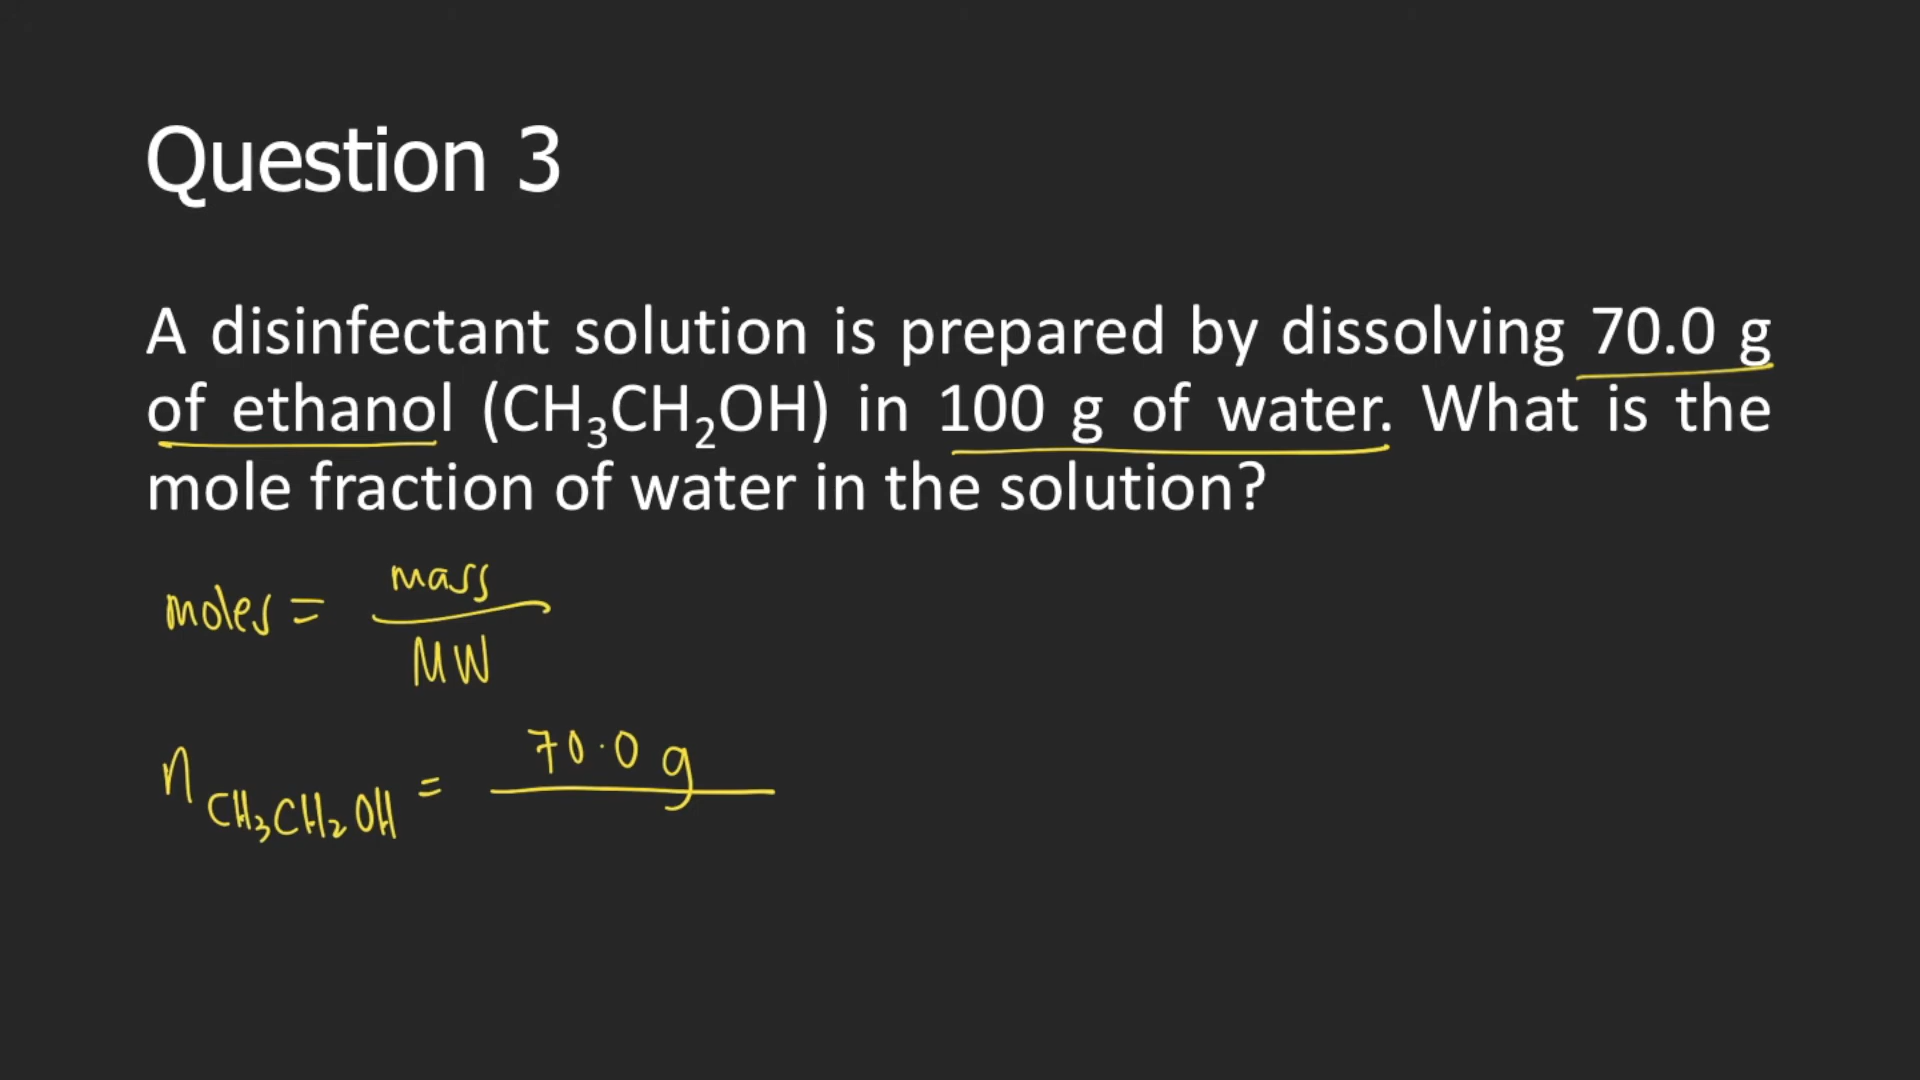 Question 3
A disinfectant solution is prepared by dissolving 70.0 g
of ethanol (CH₃CH₂OH) in 100 g of water. What is the
mole fraction of water in the solution?
moles = mass
MW
n CH₃CH₂OH = 70.0 g